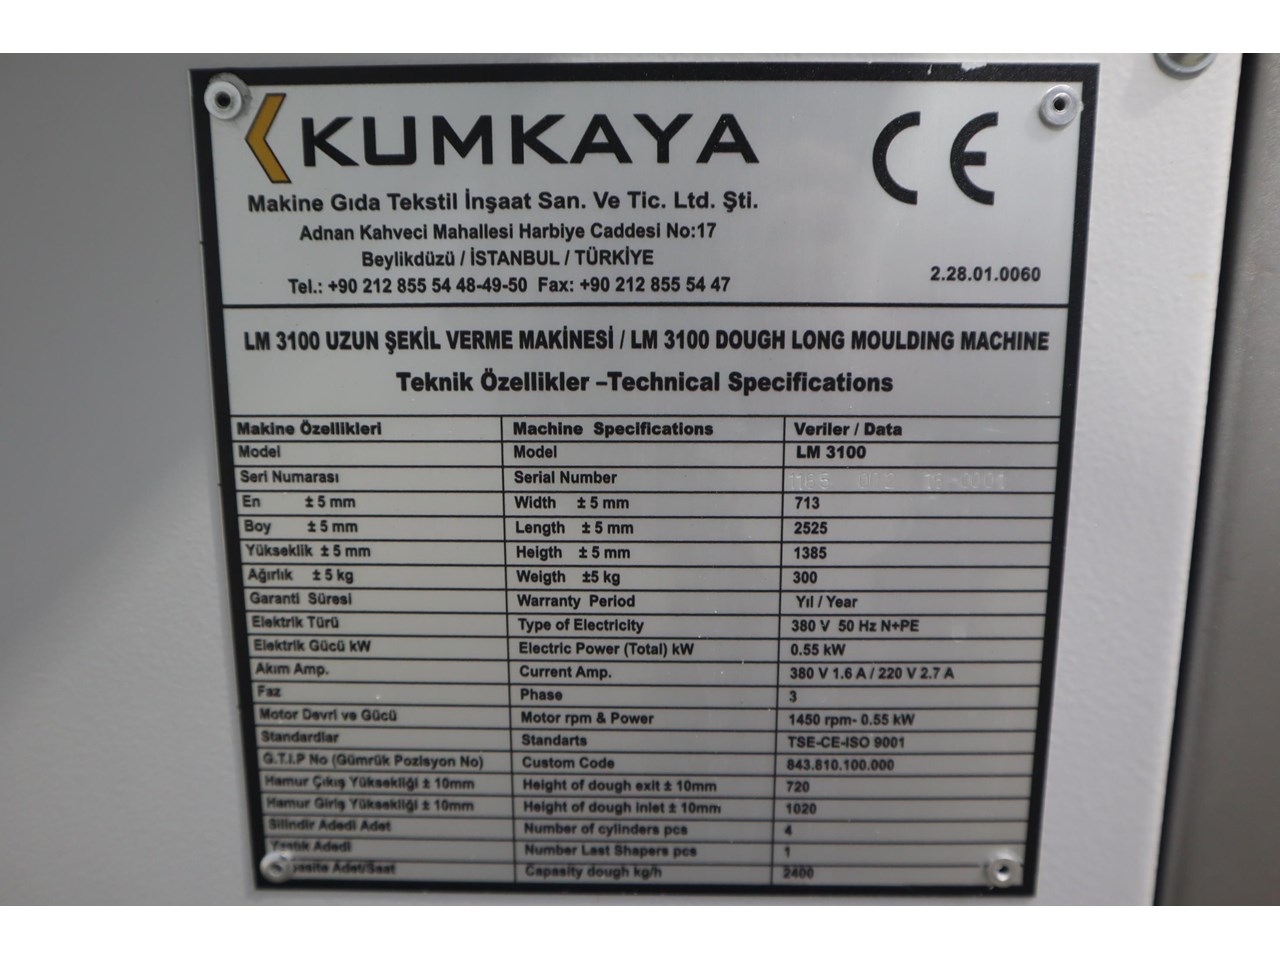 KUMKAYA
CE
Makine Gıda Tekstil İnşaat San. Ve Tic. Ltd. Şti.
Adnan Kahveci Mahallesi Harbiye Caddesi No:17
Beylikdüzü / İSTANBUL / TÜRKİYE
Tel.: +90 212 855 54 48-49-50 Fax: +90 212 855 54 47
2.28.01.0060
LM 3100 UZUN ŞEKİL VERME MAKİNESİ / LM 3100 DOUGH LONG MOULDING MACHINE
Teknik Özellikler –Technical Specifications
Makine Özellikleri Machine Specifications Veriler / Data
Model Model LM 3100
Seri Numarası Serial Number
En ± 5 mm Width ± 5 mm 713
Boy ± 5 mm Length ± 5 mm 2525
Yükseklik ± 5 mm Heigth ± 5 mm 1385
Ağırlık ± 5 kg Weigth ±5 kg 300
Garanti Süresi Warranty Period Yıl / Year
Elektrik Türü Type of Electricity 380 V 50 Hz N+PE
Elektrik Gücü kW Electric Power (Total) kW 0.55 kW
Akım Amp. Current Amp. 380 V 1.6 A / 220 V 2.7 A
Faz Phase 3
Motor Devri ve Gücü Motor rpm & Power 1450 rpm- 0.55 kW
Standardlar Standarts TSE-CE-ISO 9001
G.T.I.P No (Gümrük Pozisyon No) Custom Code 843.810.100.000
Hamur Çıkış Yüksekliği ± 10mm Height of dough exit ± 10mm 720
Hamur Giriş Yüksekliği ± 10mm Height of dough inlet ± 10mm 1020
Silindir Adedi Adet Number of cylinders pcs 4
Yastık Adedi Number Last Shapers pcs 1
Adet/Saat Capasity dough kg/h 2400